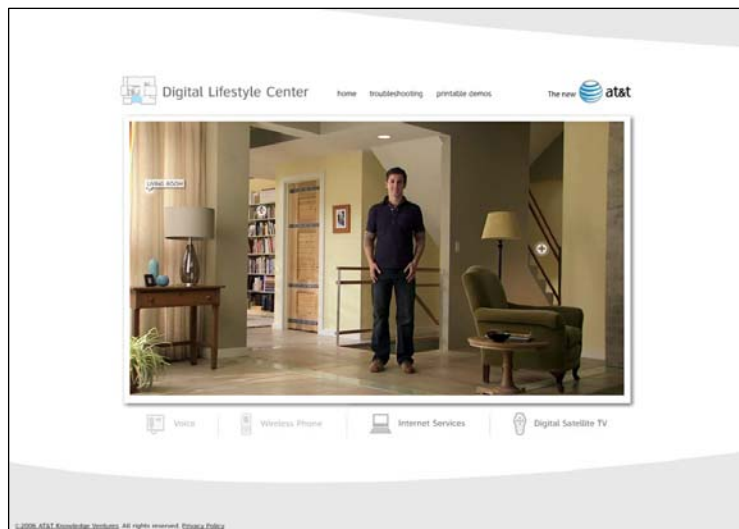 Digital Lifestyle Center
home troubleshooting printable demos
The new at&t
LIVING ROOM
Voice Wireless Phone Internet Services Digital Satellite TV
©2006 AT&T Knowledge Ventures. All rights reserved. Privacy Policy